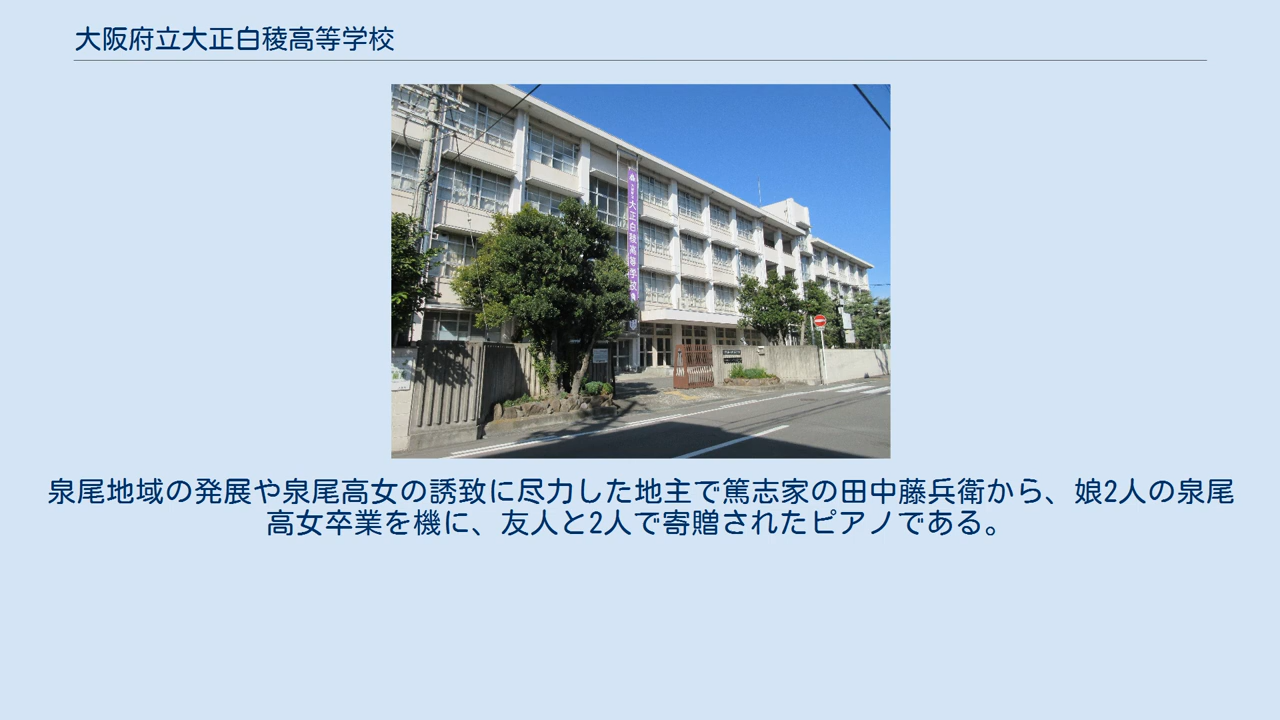 大阪府立大正白稜高等学校
大正白稜高等学校
泉尾地域の発展や泉尾高女の誘致に尽力した地主で篤志家の田中藤兵衛から、娘2人の泉尾
高女卒業を機に、友人と2人で寄贈されたピアノである。